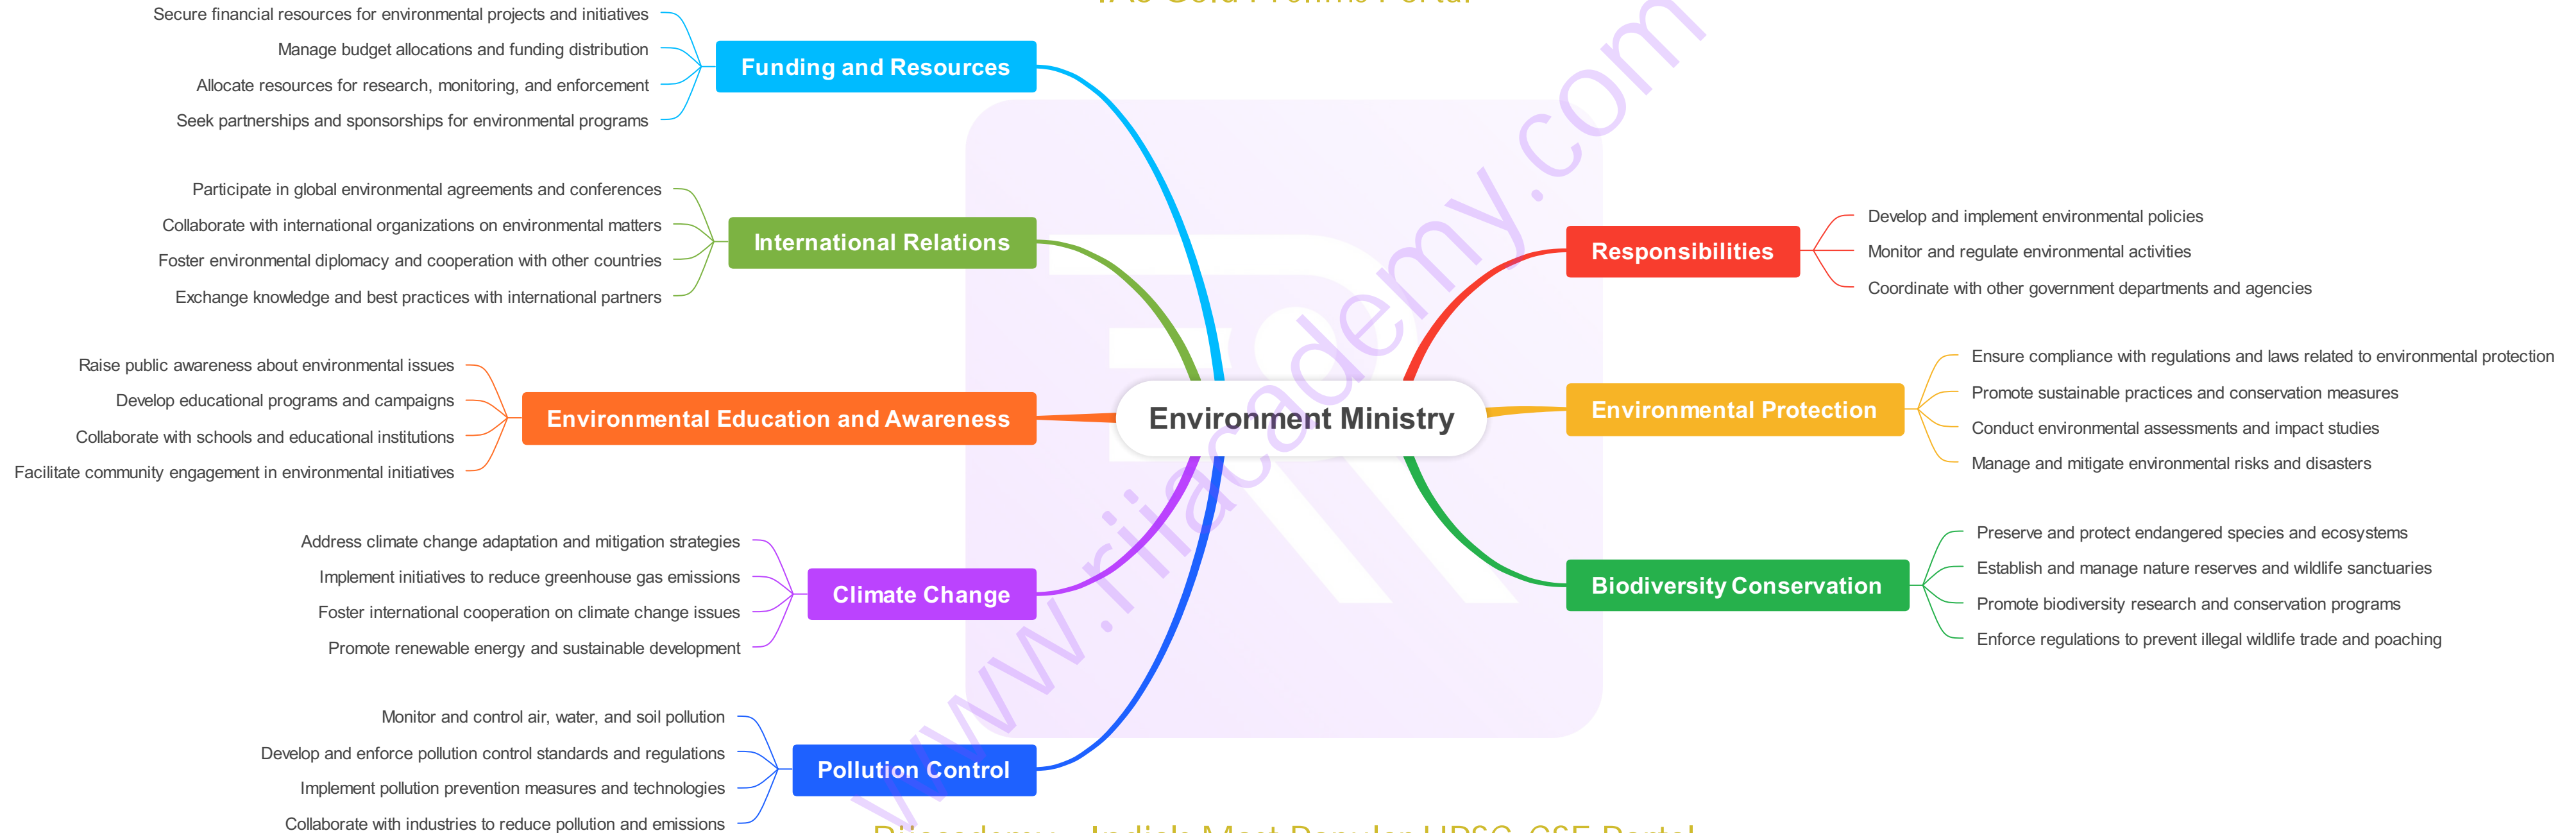 IAS Gold Prelims Portal
Secure financial resources for environmental projects and initiatives
Manage budget allocations and funding distribution
Allocate resources for research, monitoring, and enforcement
Seek partnerships and sponsorships for environmental programs
Funding and Resources
Participate in global environmental agreements and conferences
Collaborate with international organizations on environmental matters
Foster environmental diplomacy and cooperation with other countries
Exchange knowledge and best practices with international partners
International Relations
Raise public awareness about environmental issues
Develop educational programs and campaigns
Collaborate with schools and educational institutions
Facilitate community engagement in environmental initiatives
Environmental Education and Awareness
Address climate change adaptation and mitigation strategies
Implement initiatives to reduce greenhouse gas emissions
Foster international cooperation on climate change issues
Promote renewable energy and sustainable development
Climate Change
Monitor and control air, water, and soil pollution
Develop and enforce pollution control standards and regulations
Implement pollution prevention measures and technologies
Collaborate with industries to reduce pollution and emissions
Pollution Control
Environment Ministry
Responsibilities
Develop and implement environmental policies
Monitor and regulate environmental activities
Coordinate with other government departments and agencies
Environmental Protection
Ensure compliance with regulations and laws related to environmental protection
Promote sustainable practices and conservation measures
Conduct environmental assessments and impact studies
Manage and mitigate environmental risks and disasters
Biodiversity Conservation
Preserve and protect endangered species and ecosystems
Establish and manage nature reserves and wildlife sanctuaries
Promote biodiversity research and conservation programs
Enforce regulations to prevent illegal wildlife trade and poaching
www.rijacademy.com
India's Most Popular UPSC-CSE Portal